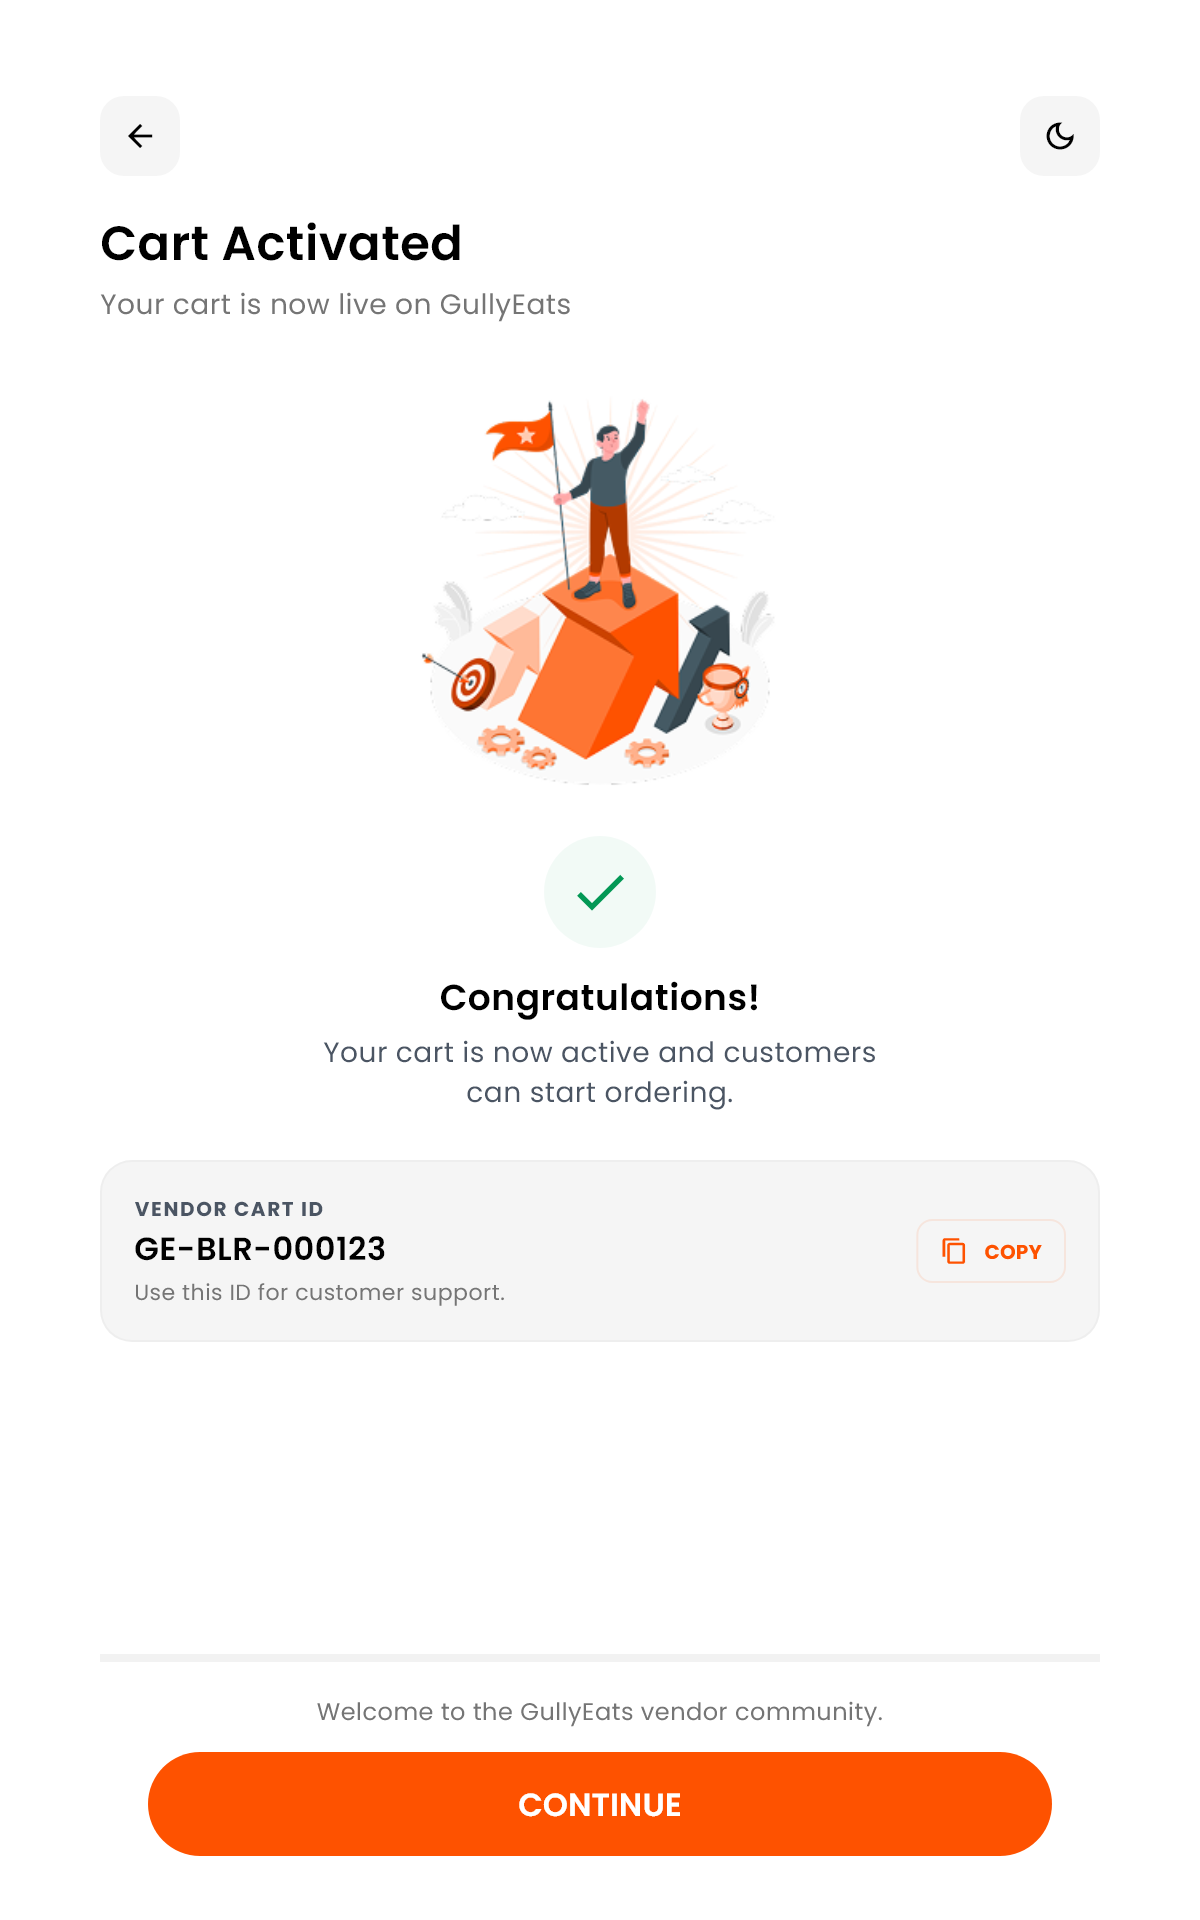 Cart Activated
Your cart is now live on GullyEats
Congratulations!
Your cart is now active and customers
can start ordering.
VENDOR CART ID
GE-BLR-000123
Use this ID for customer support.
COPY
Welcome to the GullyEats vendor community.
CONTINUE